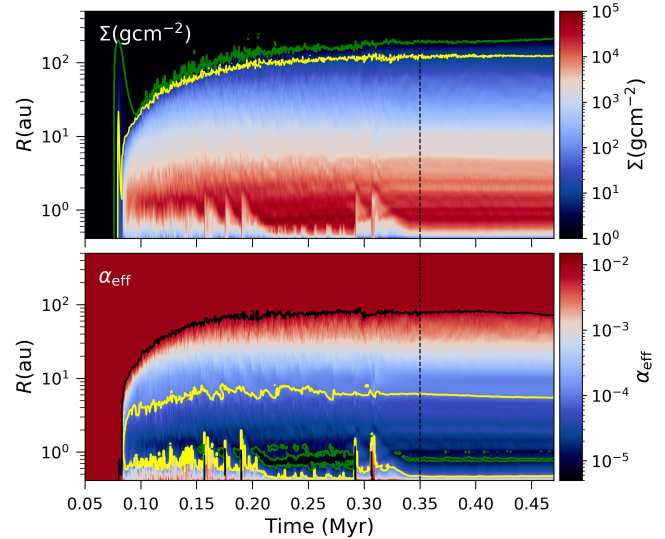 Σ(gcm⁻²)
R(au)
10²
10¹
10⁰
10⁵
10⁴
10³
10²
10¹
10⁰
Σ(gcm⁻²)
α_eff
R(au)
10²
10¹
10⁰
10⁻²
10⁻³
10⁻⁴
10⁻⁵
α_eff
0.05 0.10 0.15 0.20 0.25 0.30 0.35 0.40 0.45
Time (Myr)